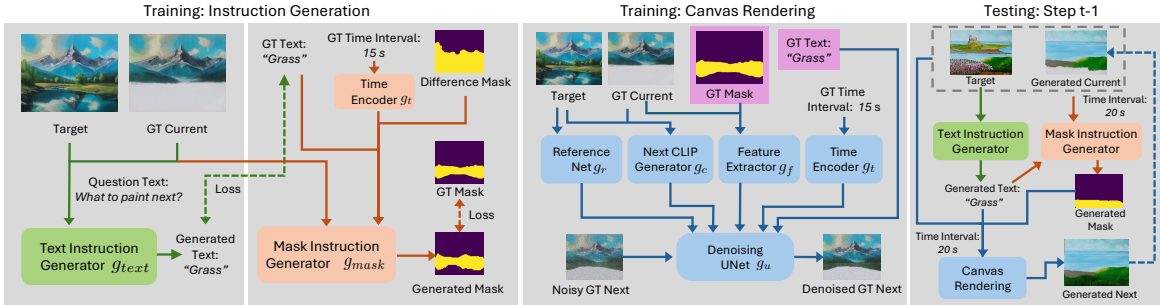 Training: Instruction Generation
Target
GT Current
Question Text:
What to paint next?
Text Instruction
Generator g_text
Generated
Text:
"Grass"
Loss
GT Text:
"Grass"
GT Time Interval:
15 s
Time
Encoder g_t
Difference Mask
GT Mask
Loss
Mask Instruction
Generator g_mask
Generated Mask
Training: Canvas Rendering
Target
GT Current
GT Mask
GT Text:
"Grass"
GT Time
Interval: 15 s
Reference
Net g_r
Next CLIP
Generator g_c
Feature
Extractor g_f
Time
Encoder g_t
Noisy GT Next
Denoising
UNet g_u
Denoised GT Next
Testing: Step t-1
Target
Generated Current
Time Interval:
20 s
Text Instruction
Generator
Mask Instruction
Generator
Generated Text:
"Grass"
Generated
Mask
Time Interval:
20 s
Canvas
Rendering
Generated Next